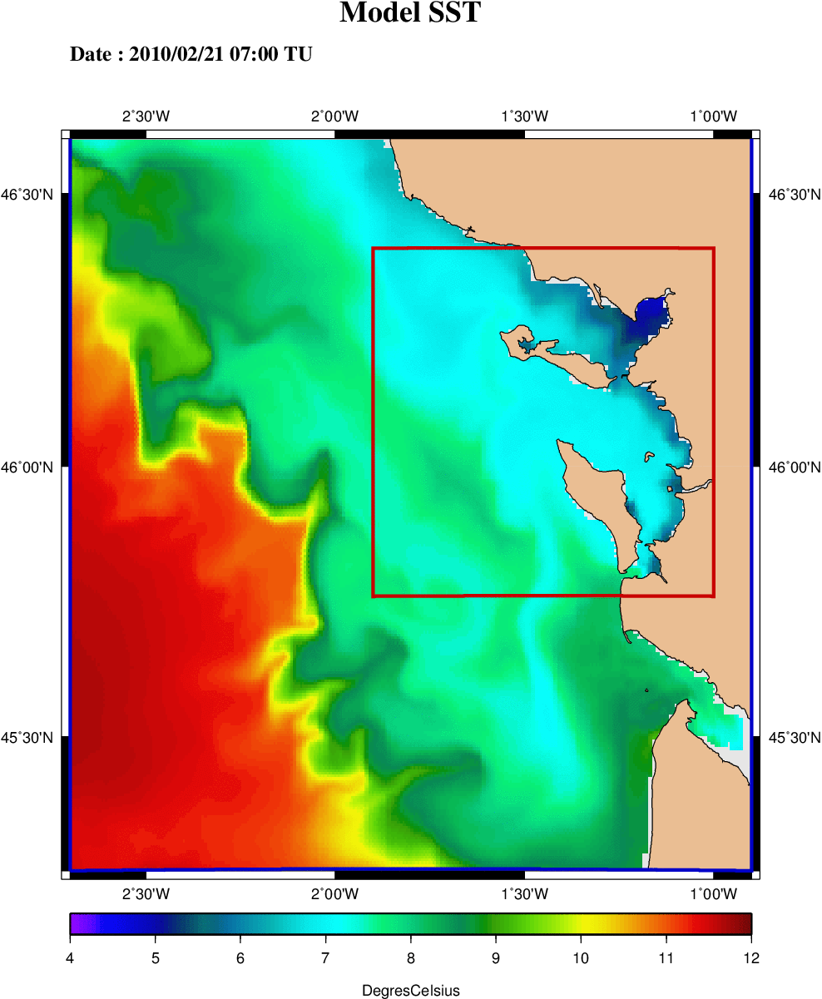 Model SST
Date : 2010/02/21 07:00 TU
2˚30'W 2˚00'W 1˚30'W 1˚00'W
46˚30'N 46˚30'N
46˚00'N 46˚00'N
45˚30'N 45˚30'N
2˚30'W 2˚00'W 1˚30'W 1˚00'W
4 5 6 7 8 9 10 11 12
DegresCelsius